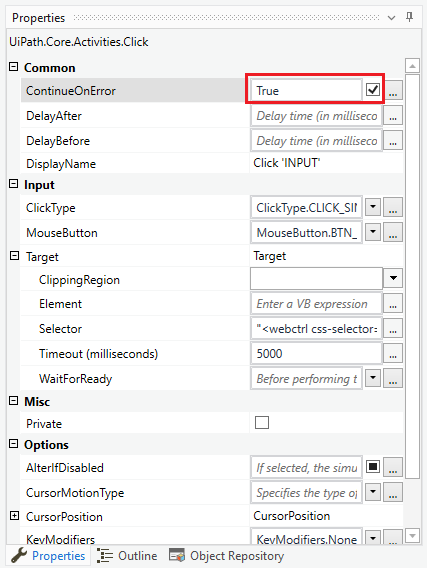 Properties
UiPath.Core.Activities.Click
Common
ContinueOnError True ...
DelayAfter Delay time (in milliseco ...
DelayBefore Delay time (in milliseco ...
DisplayName Click 'INPUT'
Input
ClickType ClickType.CLICK_SIN ...
MouseButton MouseButton.BTN_ ...
Target Target
ClippingRegion
Element Enter a VB expression ...
Selector "<webctrl css-selector= ...
Timeout (milliseconds) 5000 ...
WaitForReady Before performing t ...
Misc
Private
Options
AlterIfDisabled If selected, the simu ...
CursorMotionType Specifies the type of ...
CursorPosition CursorPosition
KeyModifiers KeyModifiers.None ...
Properties Outline Object Repository